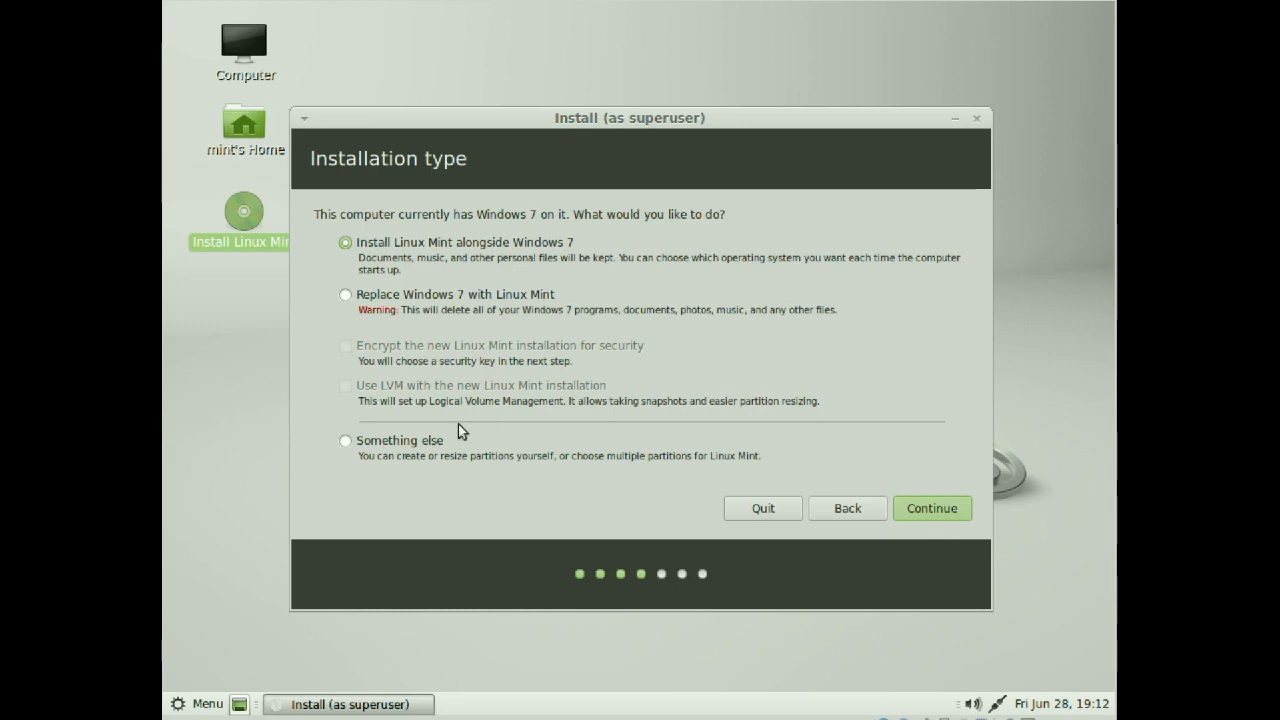 Computer
mint's Home
Install Linux Min
Install (as superuser)
Installation type
This computer currently has Windows 7 on it. What would you like to do?
Install Linux Mint alongside Windows 7
Documents, music, and other personal files will be kept. You can choose which operating system you want each time the computer
starts up.
Replace Windows 7 with Linux Mint
Warning: This will delete all of your Windows 7 programs, documents, photos, music, and any other files.
Encrypt the new Linux Mint installation for security
You will choose a security key in the next step.
Use LVM with the new Linux Mint installation
This will set up Logical Volume Management. It allows taking snapshots and easier partition resizing.
Something else
You can create or resize partitions yourself, or choose multiple partitions for Linux Mint.
Quit
Back
Continue
Menu
Install (as superuser)
Fri Jun 28, 19:12